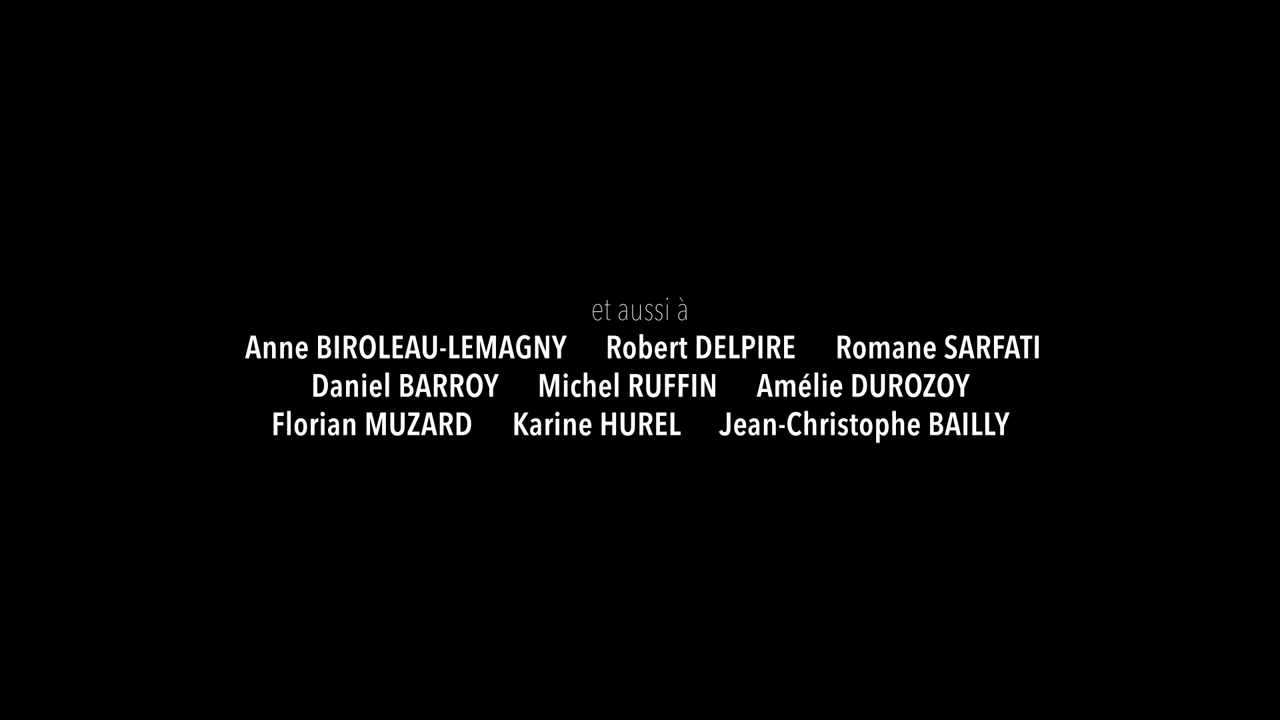 et aussi à
Anne BIROLEAU-LEMAGNY Robert DELPIRE Romane SARFATI
Daniel BARROY Michel RUFFIN Amélie DUROZOY
Florian MUZARD Karine HUREL Jean-Christophe BAILLY